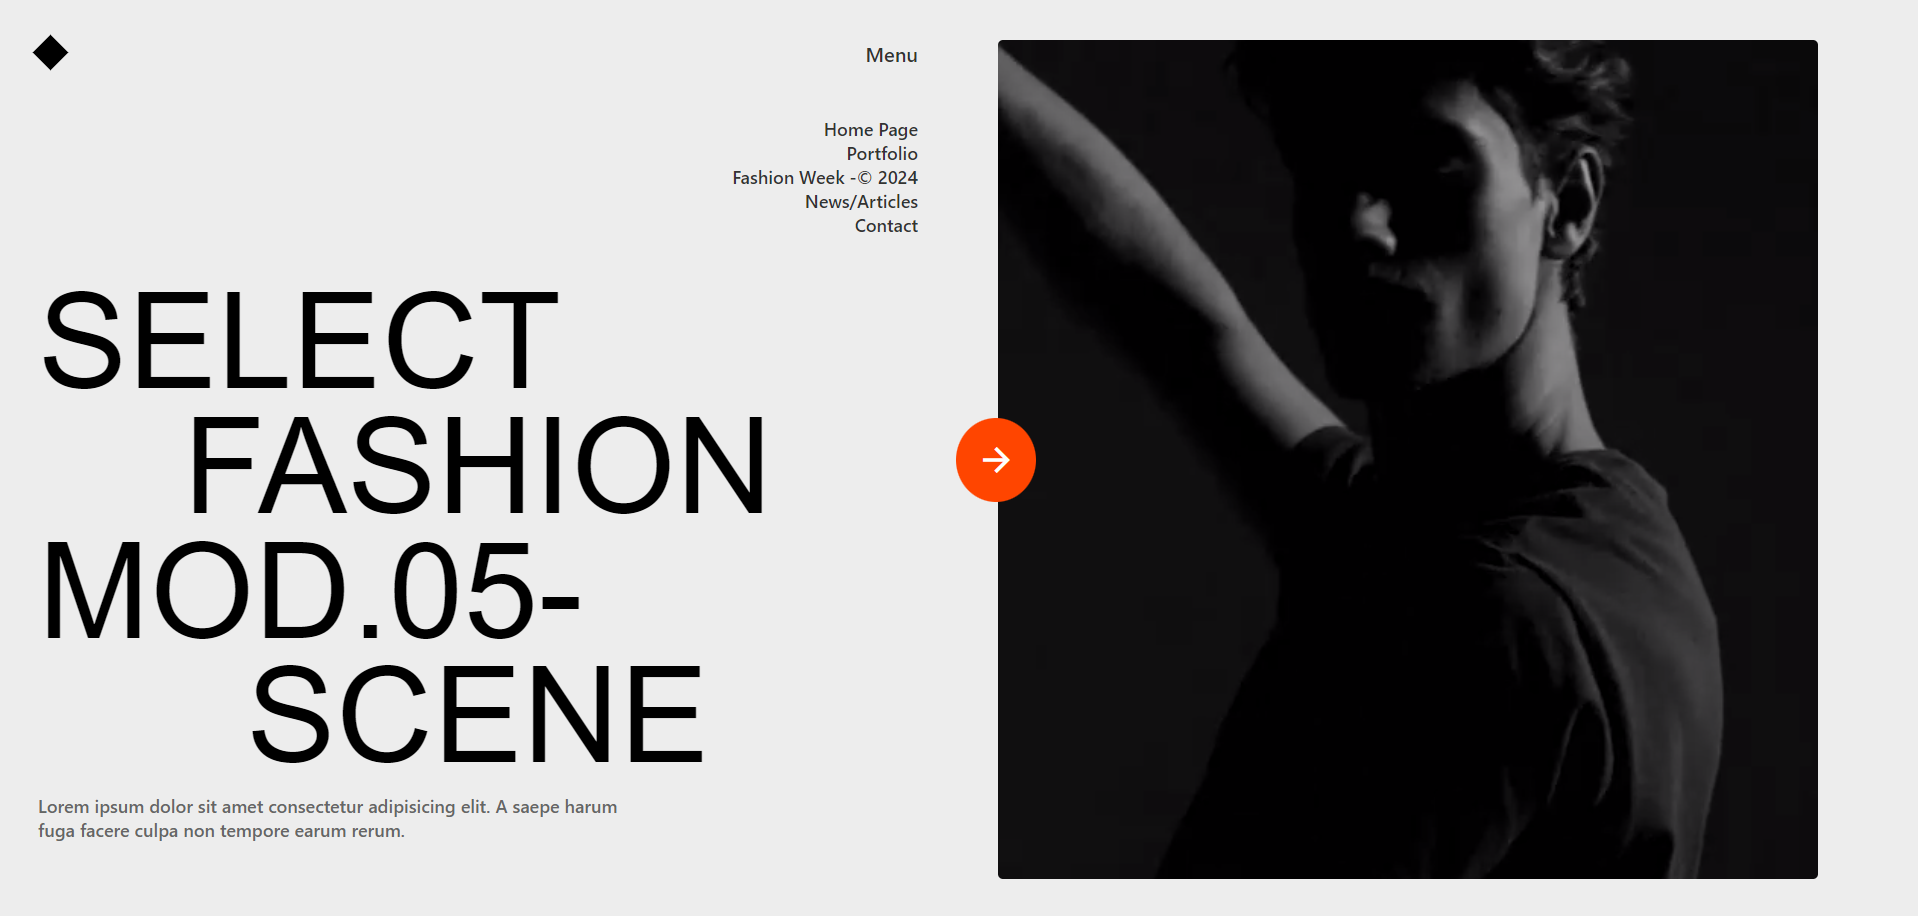 Menu
Home Page
Portfolio
Fashion Week -© 2024
News/Articles
Contact
SELECT
FASHION
MOD.05-
SCENE
Lorem ipsum dolor sit amet consectetur adipisicing elit. A saepe harum
fuga facere culpa non tempore earum rerum.